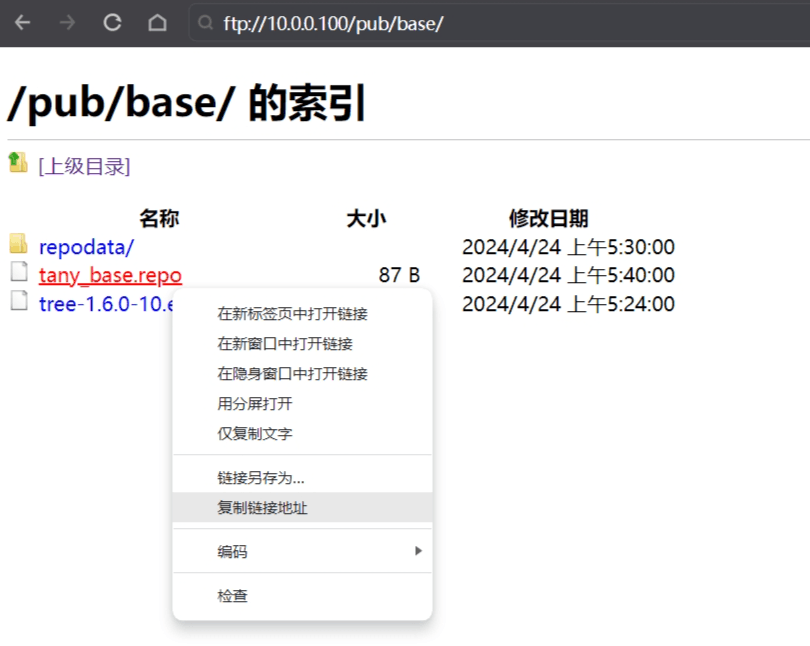 ftp://10.0.0.100/pub/base/
/pub/base/ 的索引
[上级目录]
名称 大小 修改日期
repodata/ 2024/4/24 上午5:30:00
tany_base.repo 87 B 2024/4/24 上午5:40:00
tree-1.6.0-10.e 2024/4/24 上午5:24:00
在新标签页中打开链接
在新窗口中打开链接
在隐身窗口中打开链接
用分屏打开
仅复制文字
链接另存为...
复制链接地址
编码
检查